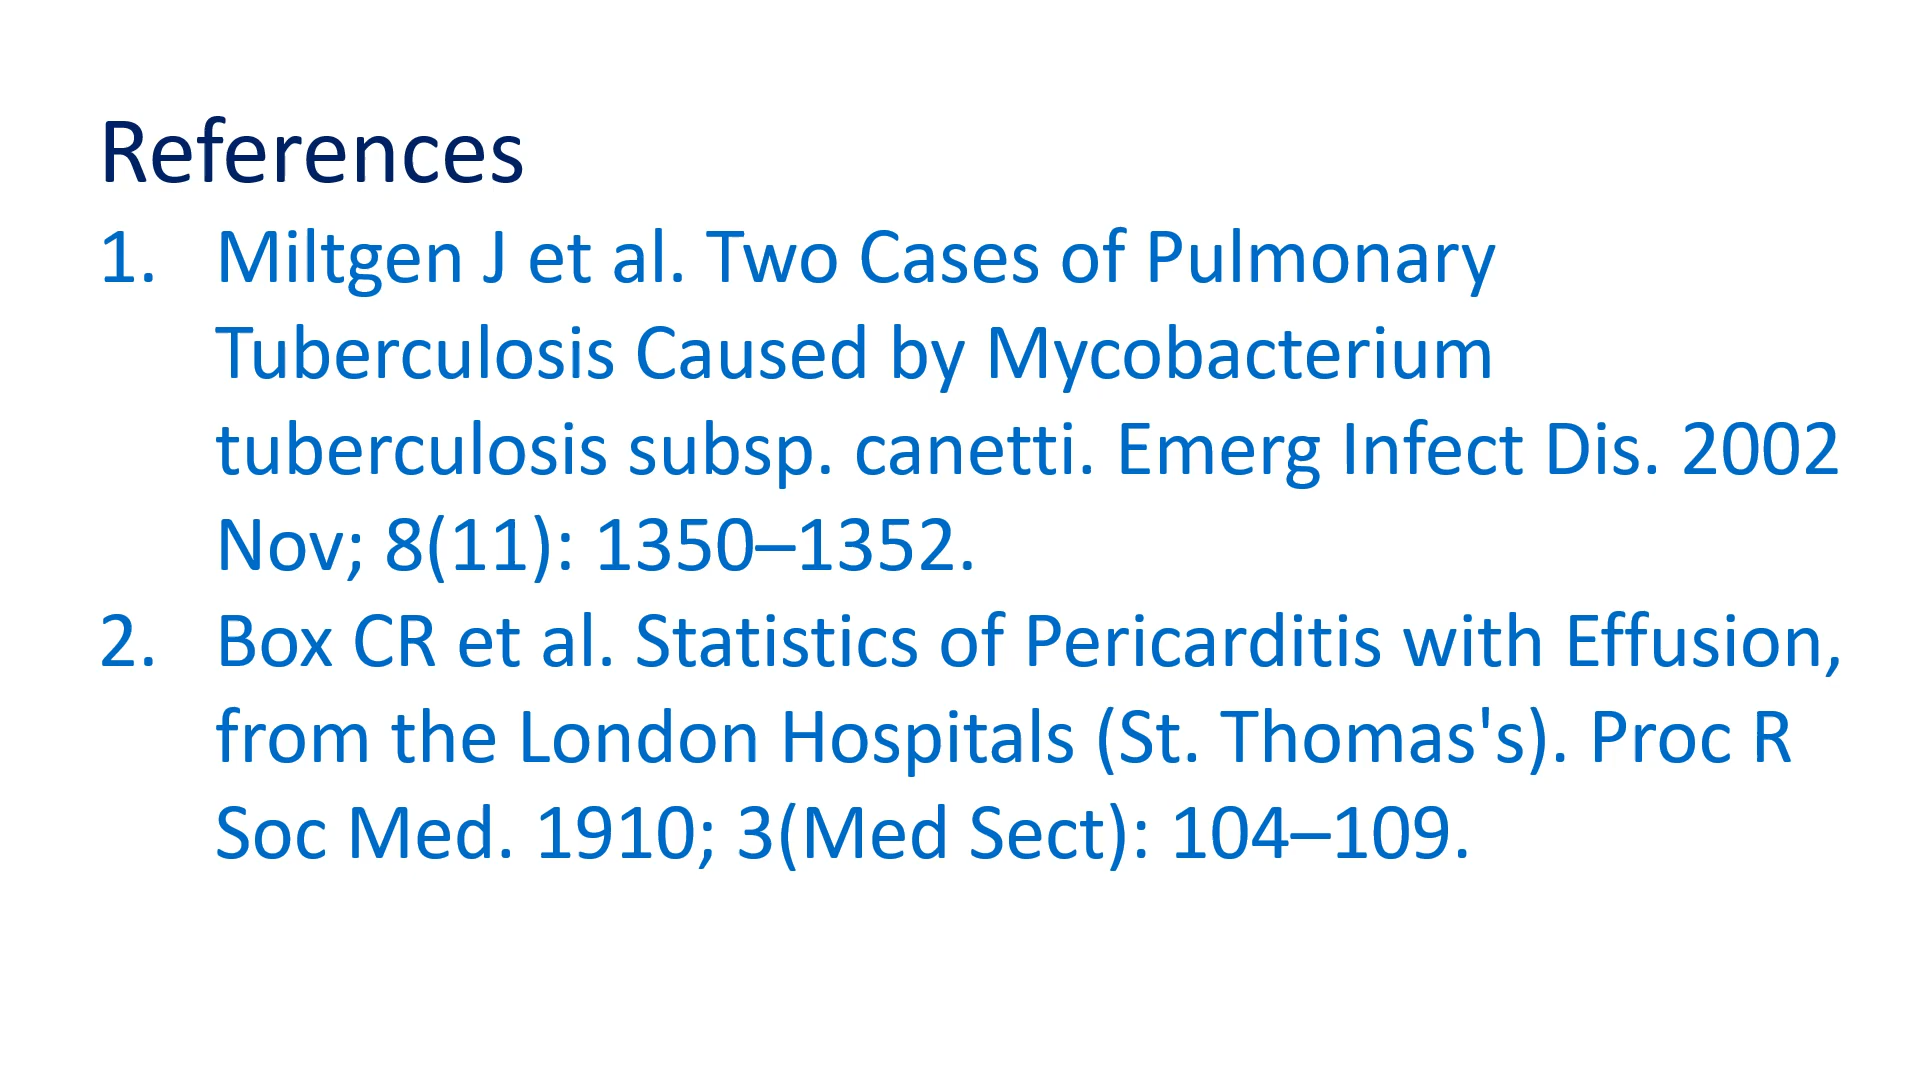 References
1. Miltgen J et al. Two Cases of Pulmonary
Tuberculosis Caused by Mycobacterium
tuberculosis subsp. canetti. Emerg Infect Dis. 2002
Nov; 8(11): 1350–1352.
2. Box CR et al. Statistics of Pericarditis with Effusion,
from the London Hospitals (St. Thomas's). Proc R
Soc Med. 1910; 3(Med Sect): 104–109.